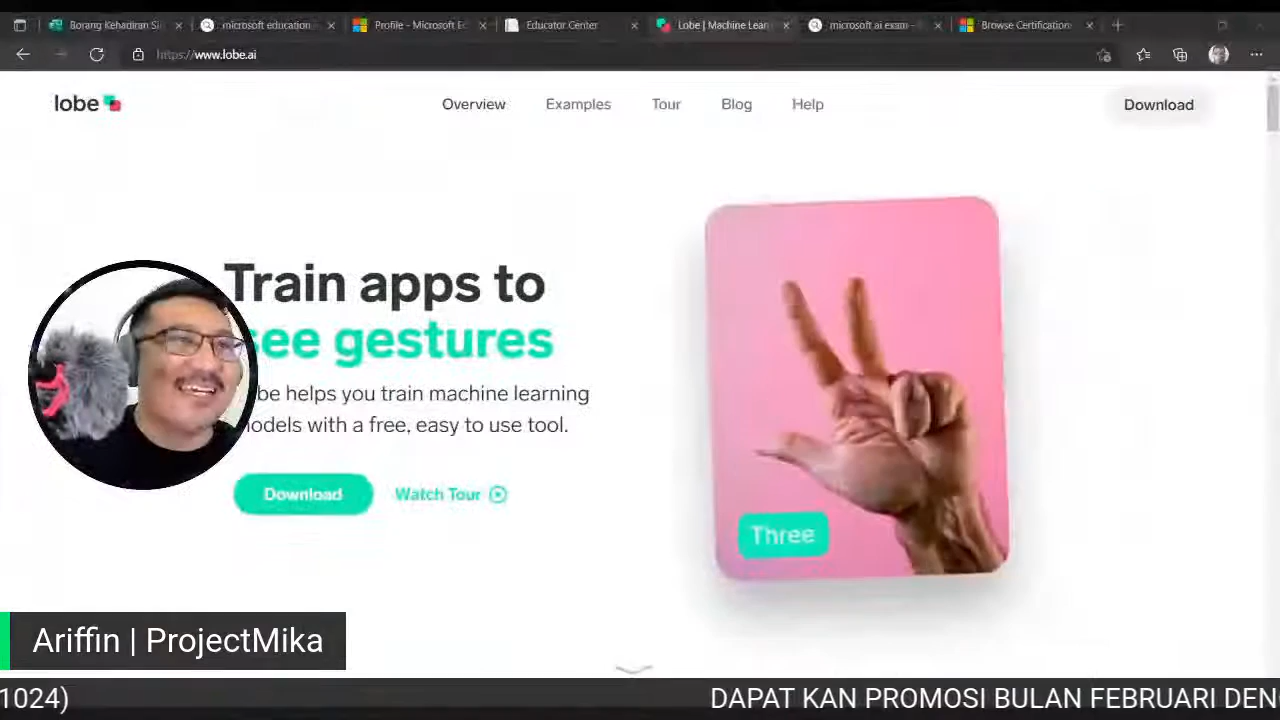 Borang Kehadiran Si
microsoft education
Profile - Microsoft Ec
Educator Center
Lobe | Machine Lear
microsoft ai exam -
Browse Certification
https://www.lobe.ai
lobe
Overview
Examples
Tour
Blog
Help
Download
Train apps to
see gestures
be helps you train machine learning
odels with a free, easy to use tool.
Download
Watch Tour
Three
Ariffin | ProjectMika
1024)
DAPAT KAN PROMOSI BULAN FEBRUARI DEN